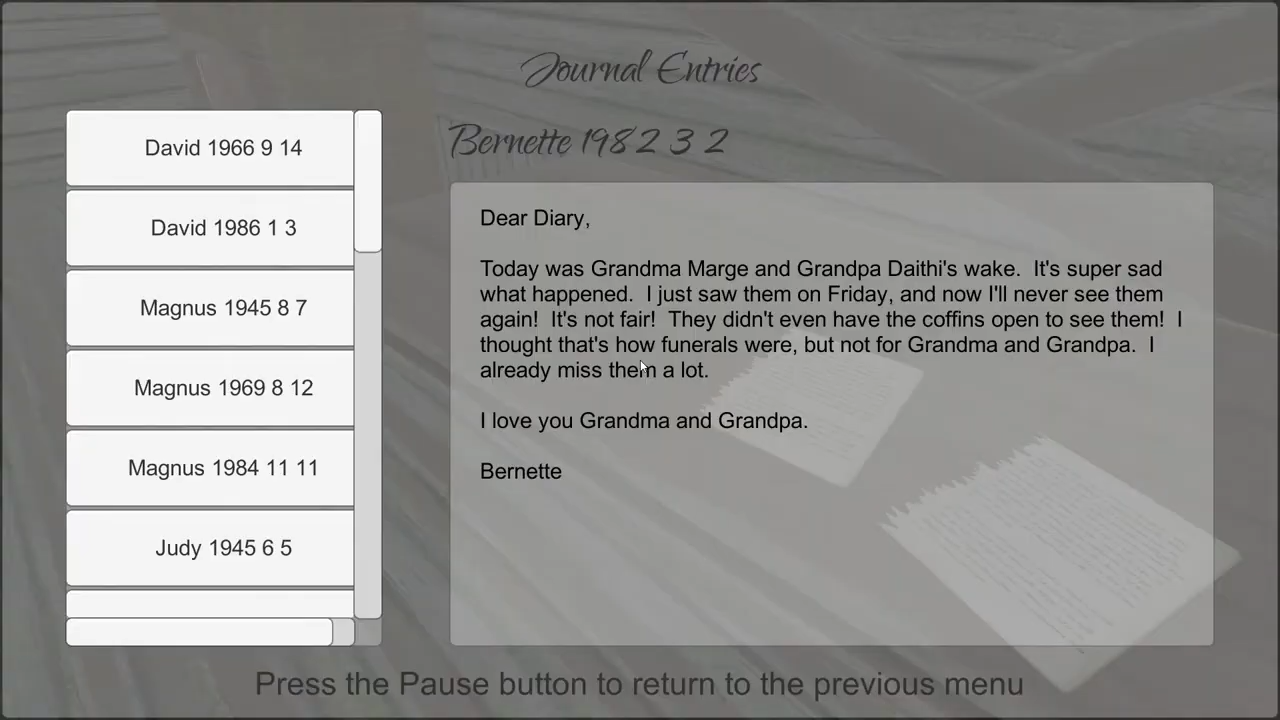 Journal Entries
David 1966 9 14
David 1986 1 3
Magnus 1945 8 7
Magnus 1969 8 12
Magnus 1984 11 11
Judy 1945 6 5
Bernette 1982 3 2
Dear Diary,
Today was Grandma Marge and Grandpa Daithi's wake.  It's super sad
what happened.  I just saw them on Friday, and now I'll never see them
again!  It's not fair!  They didn't even have the coffins open to see them!  I
thought that's how funerals were, but not for Grandma and Grandpa.  I
already miss them a lot.
I love you Grandma and Grandpa.
Bernette
Press the Pause button to return to the previous menu